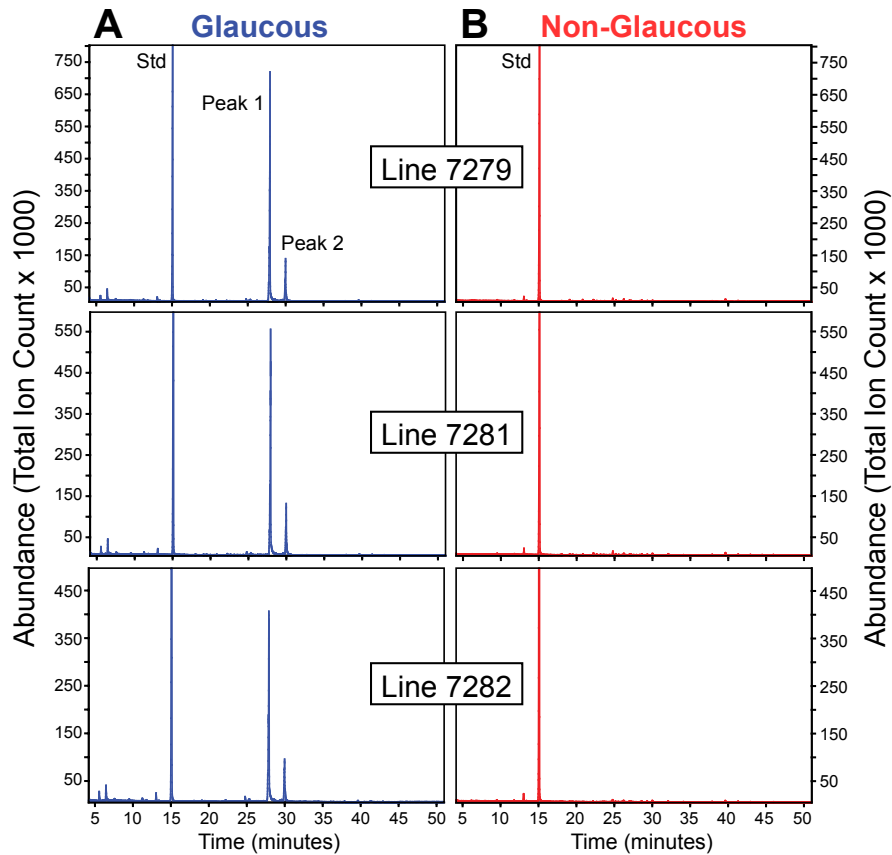 A Glaucous
B Non-Glaucous
Abundance (Total Ion Count x 1000)
Abundance (Total Ion Count x 1000)
750
650
550
450
350
250
150
50
Std
Peak 1
Peak 2
Line 7279
Std
750
650
550
450
350
250
150
50
550
450
350
250
150
50
Line 7281
550
450
350
250
150
50
450
350
250
150
50
Line 7282
450
350
250
150
50
5 10 15 20 25 30 35 40 45 50
Time (minutes)
5 10 15 20 25 30 35 40 45 50
Time (minutes)